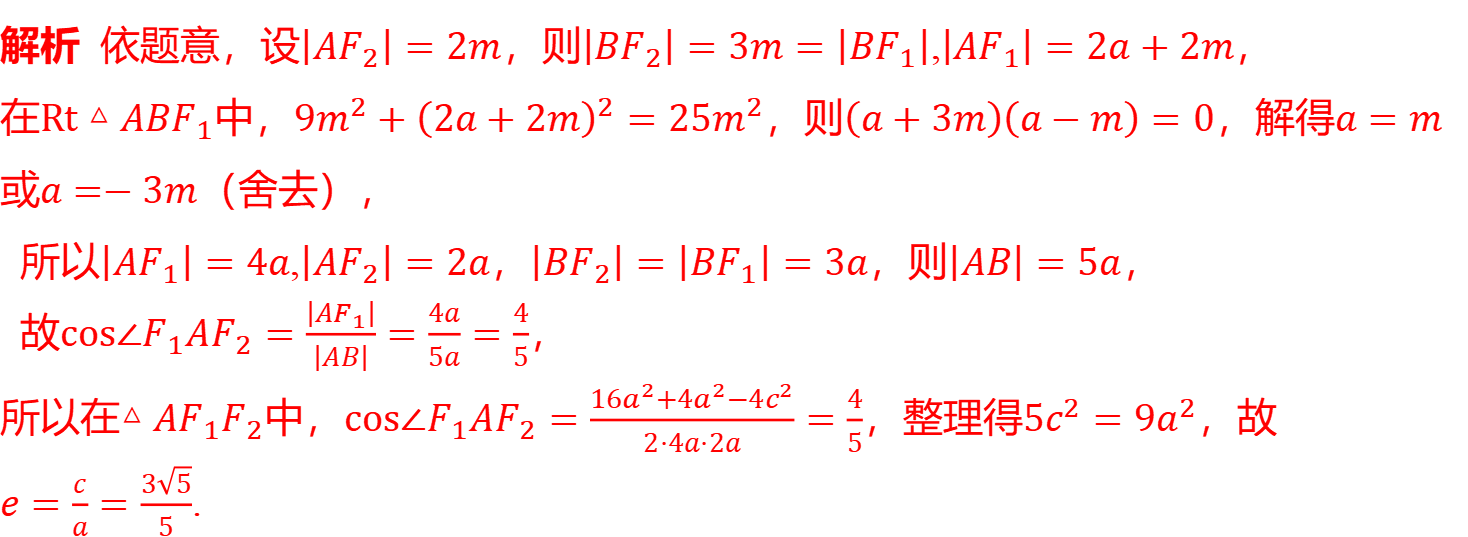 解析 依题意，设|AF₂| = 2m，则|BF₂| = 3m = |BF₁|,|AF₁| = 2a + 2m，
在Rt △ ABF₁中，9m² + (2a + 2m)² = 25m²，则(a + 3m)(a − m) = 0，解得a = m
或a =− 3m（舍去），
所以|AF₁| = 4a,|AF₂| = 2a，|BF₂| = |BF₁| = 3a，则|AB| = 5a，
故cos∠F₁AF₂ = |AF₁|/|AB| = 4a/5a = 4/5，
所以在△ AF₁F₂中，cos∠F₁AF₂ = (16a²+4a²−4c²)/(2·4a·2a) = 4/5，整理得5c² = 9a²，故
e = c/a = 3√5/5.